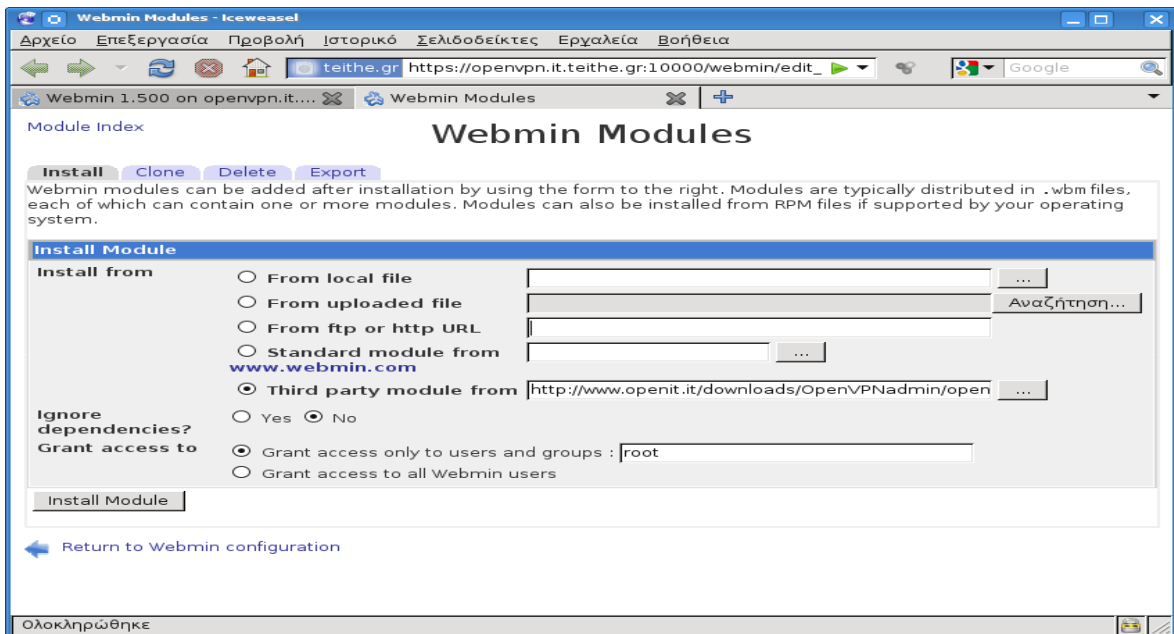 Webmin Modules - Iceweasel
Αρχείο Επεξεργασία Προβολή Ιστορικό Σελιδοδείκτες Εργαλεία Βοήθεια
teithe.gr https://openvpn.it.teithe.gr:10000/webmin/edit_ Google
Webmin 1.500 on openvpn.it.... Webmin Modules
Module Index
Webmin Modules
Install Clone Delete Export
Webmin modules can be added after installation by using the form to the right. Modules are typically distributed in .wbm files,
each of which can contain one or more modules. Modules can also be installed from RPM files if supported by your operating
system.
Install Module
Install from From local file ...
From uploaded file Αναζήτηση...
From ftp or http URL
Standard module from ...
www.webmin.com
Third party module from http://www.openit.it/downloads/OpenVPNadmin/open ...
Ignore dependencies? Yes No
Grant access to Grant access only to users and groups : root
Grant access to all Webmin users
Install Module
Return to Webmin configuration
Ολοκληρώθηκε